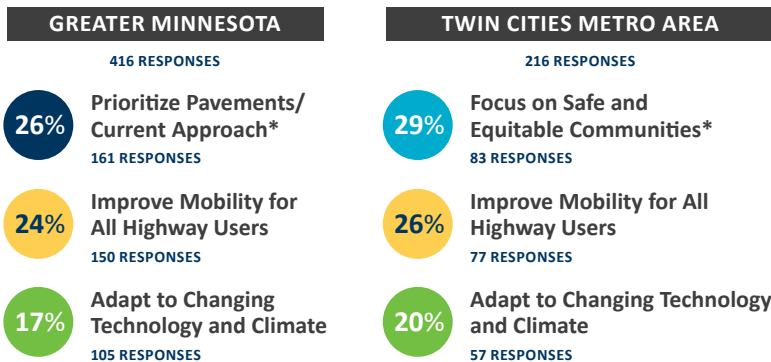 GREATER MINNESOTA
416 RESPONSES
26%
Prioritize Pavements/
Current Approach*
161 RESPONSES
24%
Improve Mobility for
All Highway Users
150 RESPONSES
17%
Adapt to Changing
Technology and Climate
105 RESPONSES
TWIN CITIES METRO AREA
216 RESPONSES
29%
Focus on Safe and
Equitable Communities*
83 RESPONSES
26%
Improve Mobility for All
Highway Users
77 RESPONSES
20%
Adapt to Changing Technology
and Climate
57 RESPONSES